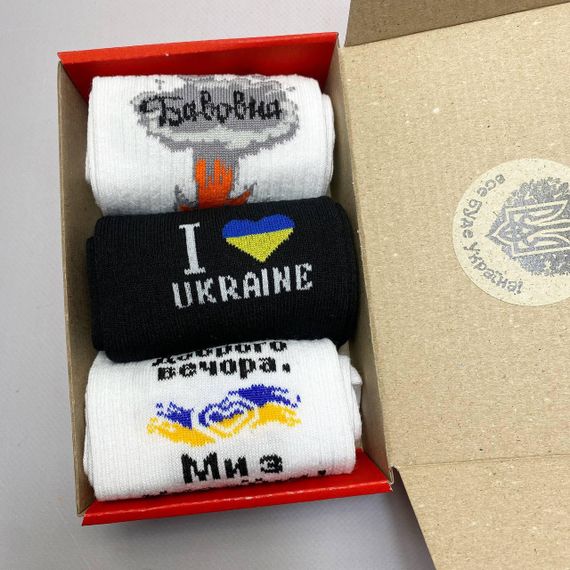 Бавовна
I
UKRAINE
Доброго
вечора.
Ми з
все буде Україна!